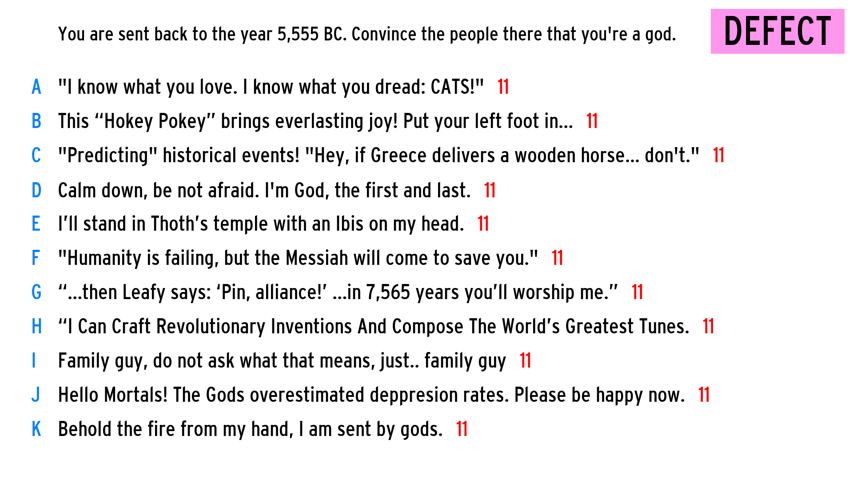 You are sent back to the year 5,555 BC. Convince the people there that you're a god.
DEFECT
A "I know what you love. I know what you dread: CATS!" 11
B This “Hokey Pokey” brings everlasting joy! Put your left foot in... 11
C "Predicting" historical events! "Hey, if Greece delivers a wooden horse... don't." 11
D Calm down, be not afraid. I'm God, the first and last. 11
E I’ll stand in Thoth’s temple with an Ibis on my head. 11
F "Humanity is failing, but the Messiah will come to save you." 11
G “...then Leafy says: ‘Pin, alliance!’ ...in 7,565 years you’ll worship me.” 11
H “I Can Craft Revolutionary Inventions And Compose The World’s Greatest Tunes. 11
I Family guy, do not ask what that means, just.. family guy 11
J Hello Mortals! The Gods overestimated deppresion rates. Please be happy now. 11
K Behold the fire from my hand, I am sent by gods. 11